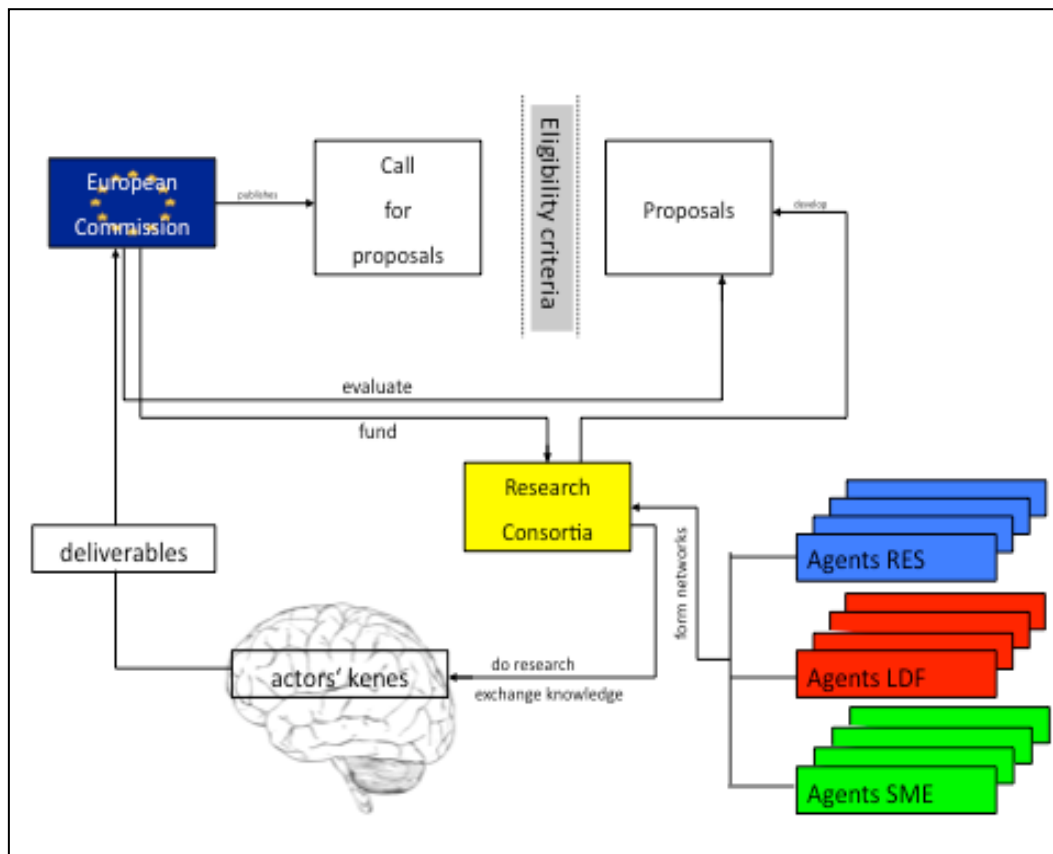 European
Commission
publishes
Call
for
proposals
Eligibility criteria
Proposals
develop
evaluate
fund
Research
Consortia
deliverables
form networks
Agents RES
actors' kenes
do research
exchange knowledge
Agents LDF
Agents SME